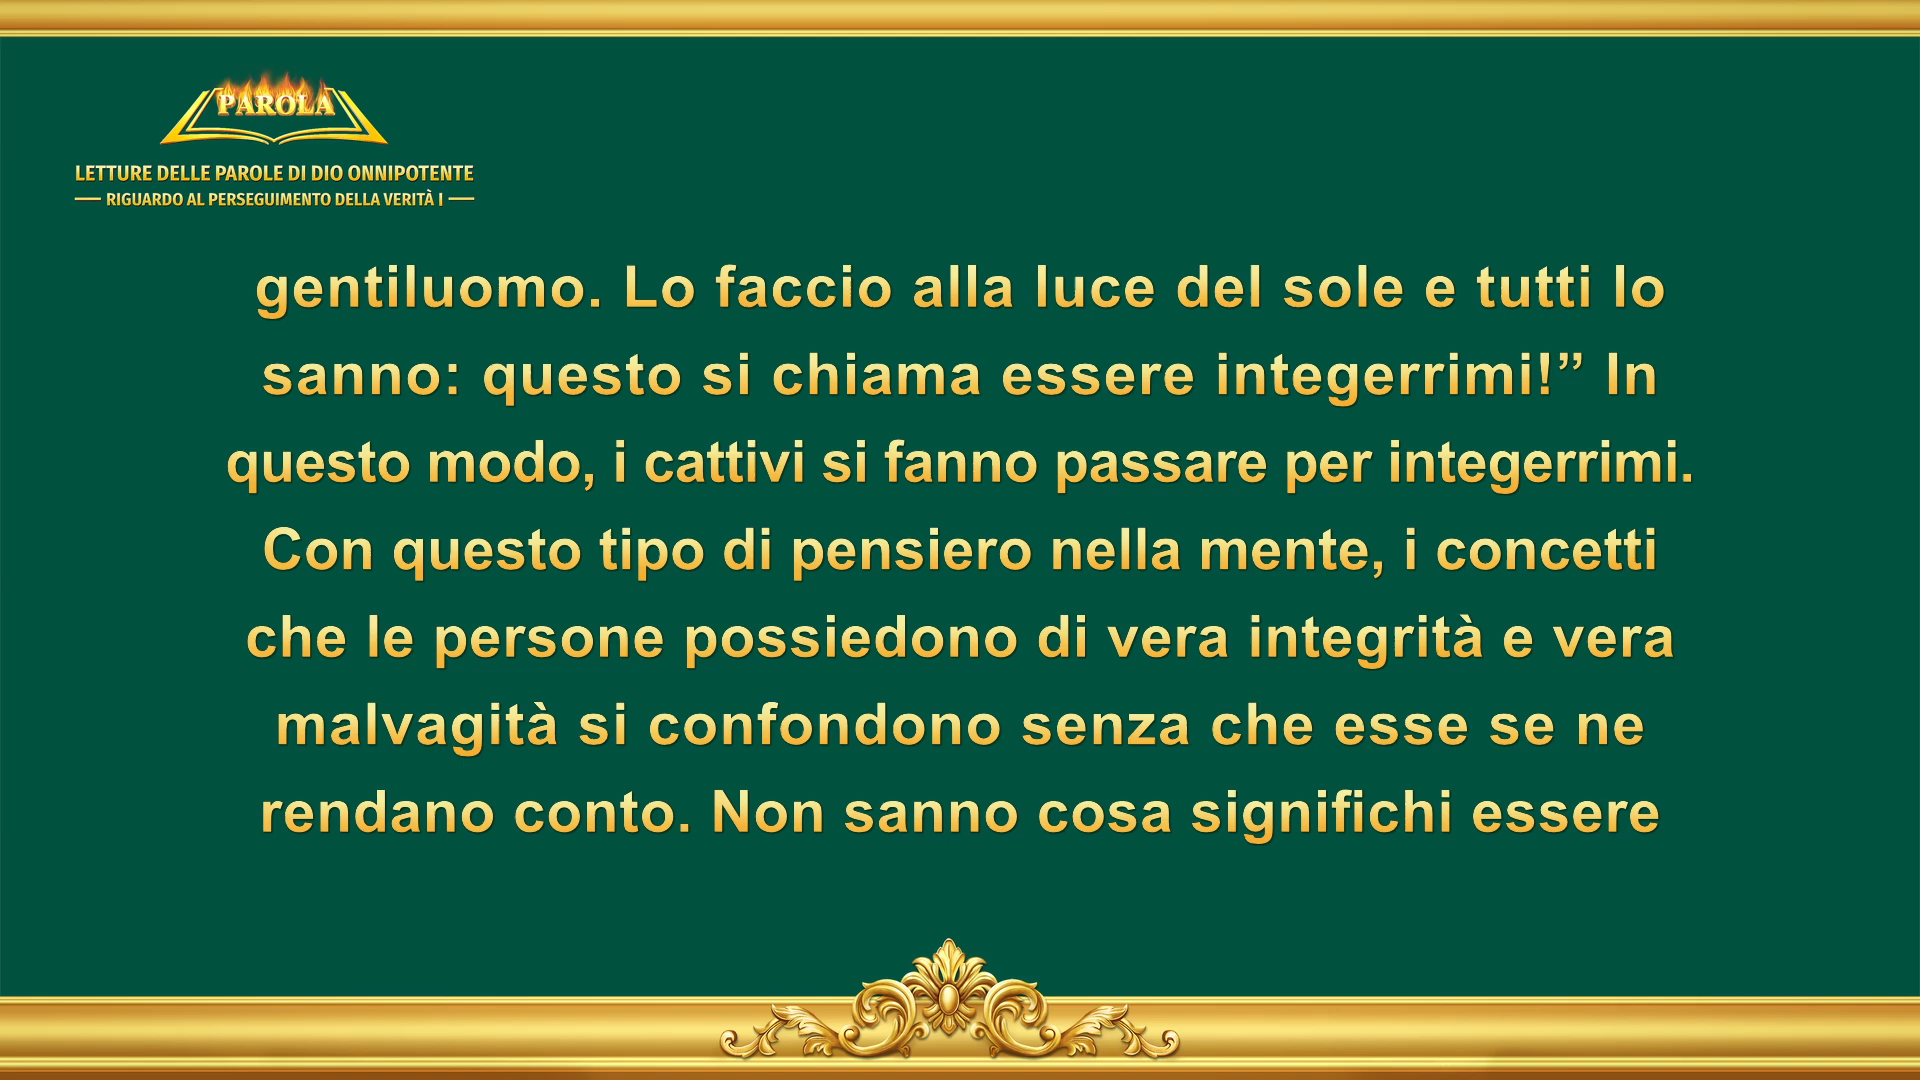 PAROLA
LETTURE DELLE PAROLE DI DIO ONNIPOTENTE
RIGUARDO AL PERSEGUIMENTO DELLA VERITÀ I
gentiluomo. Lo faccio alla luce del sole e tutti lo
sanno: questo si chiama essere integerrimi!” In
questo modo, i cattivi si fanno passare per integerrimi.
Con questo tipo di pensiero nella mente, i concetti
che le persone possiedono di vera integrità e vera
malvagità si confondono senza che esse se ne
rendano conto. Non sanno cosa significhi essere